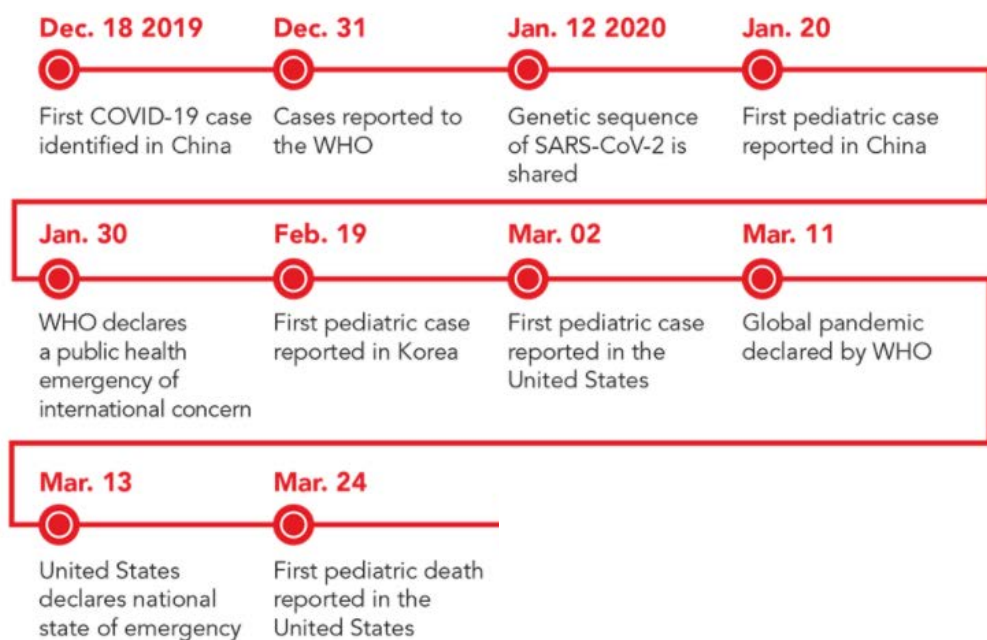 Dec. 18 2019
First COVID-19 case
identified in China
Dec. 31
Cases reported to
the WHO
Jan. 12 2020
Genetic sequence
of SARS-CoV-2 is
shared
Jan. 20
First pediatric case
reported in China
Jan. 30
WHO declares
a public health
emergency of
international concern
Feb. 19
First pediatric case
reported in Korea
Mar. 02
First pediatric case
reported in the
United States
Mar. 11
Global pandemic
declared by WHO
Mar. 13
United States
declares national
state of emergency
Mar. 24
First pediatric death
reported in the
United States